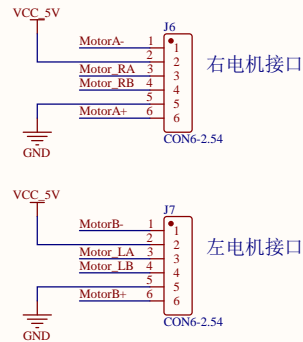 VCC_5V
J6
MotorA- 1 1
2 2
Motor_RA 3 3
Motor_RB 4 4
5 5
MotorA+ 6 6
右电机接口
GND
CON6-2.54
VCC_5V
J7
MotorB- 1 1
2 2
Motor_LA 3 3
Motor_LB 4 4
5 5
MotorB+ 6 6
左电机接口
GND
CON6-2.54